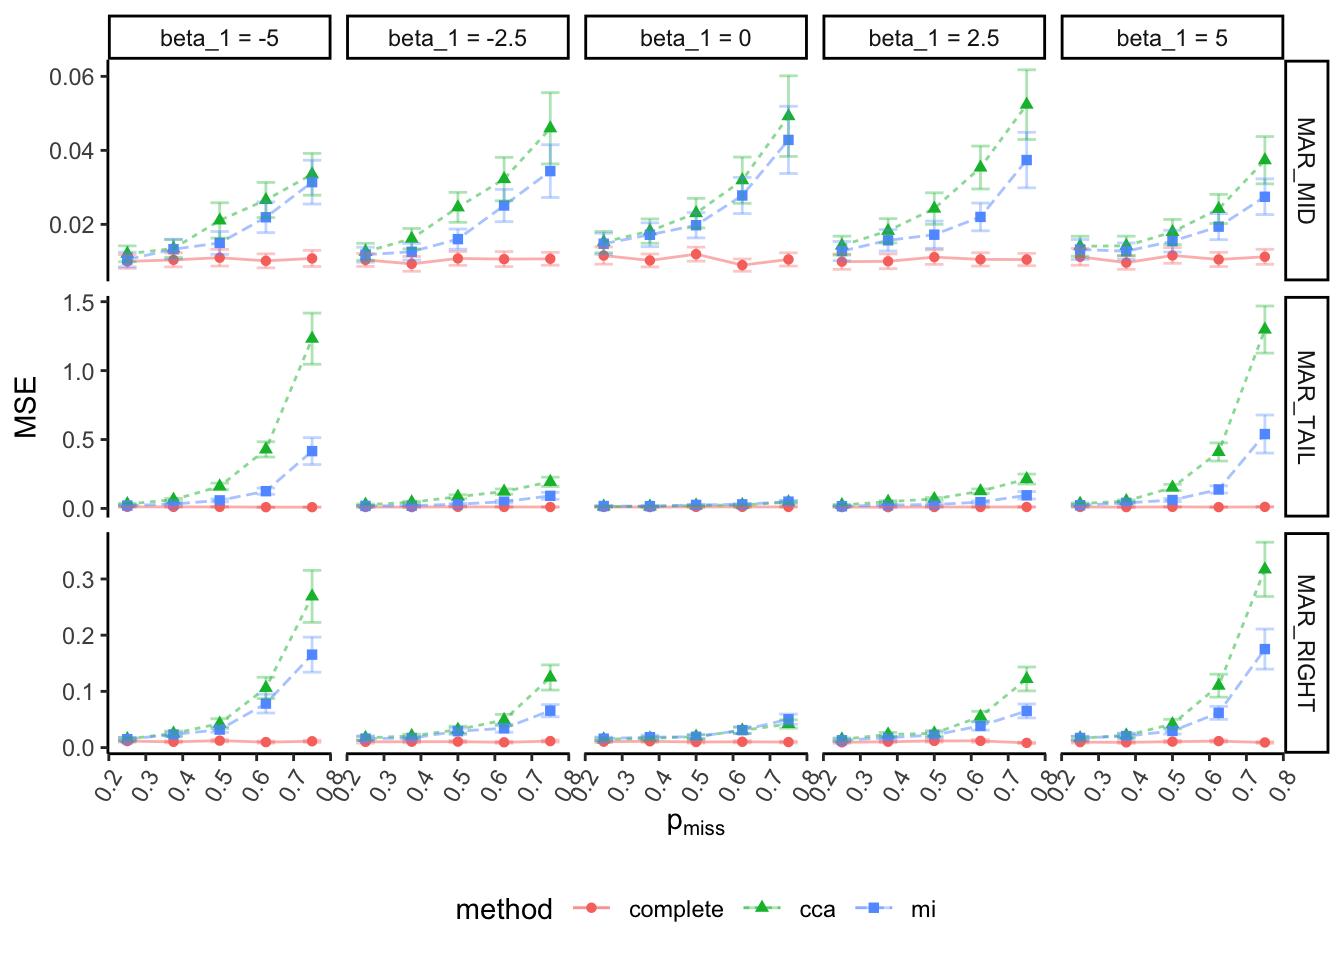 beta_1 = -5 beta_1 = -2.5 beta_1 = 0 beta_1 = 2.5 beta_1 = 5
0.06
0.04
0.02
MAR_MID
1.5
1.0
0.5
0.0
MAR_TAIL
MSE
0.3
0.2
0.1
0.0
MAR_RIGHT
0.2 0.3 0.4 0.5 0.6 0.7 0.8 0.2 0.3 0.4 0.5 0.6 0.7 0.8 0.2 0.3 0.4 0.5 0.6 0.7 0.8 0.2 0.3 0.4 0.5 0.6 0.7 0.8 0.2 0.3 0.4 0.5 0.6 0.7 0.8
pmiss
method complete cca mi